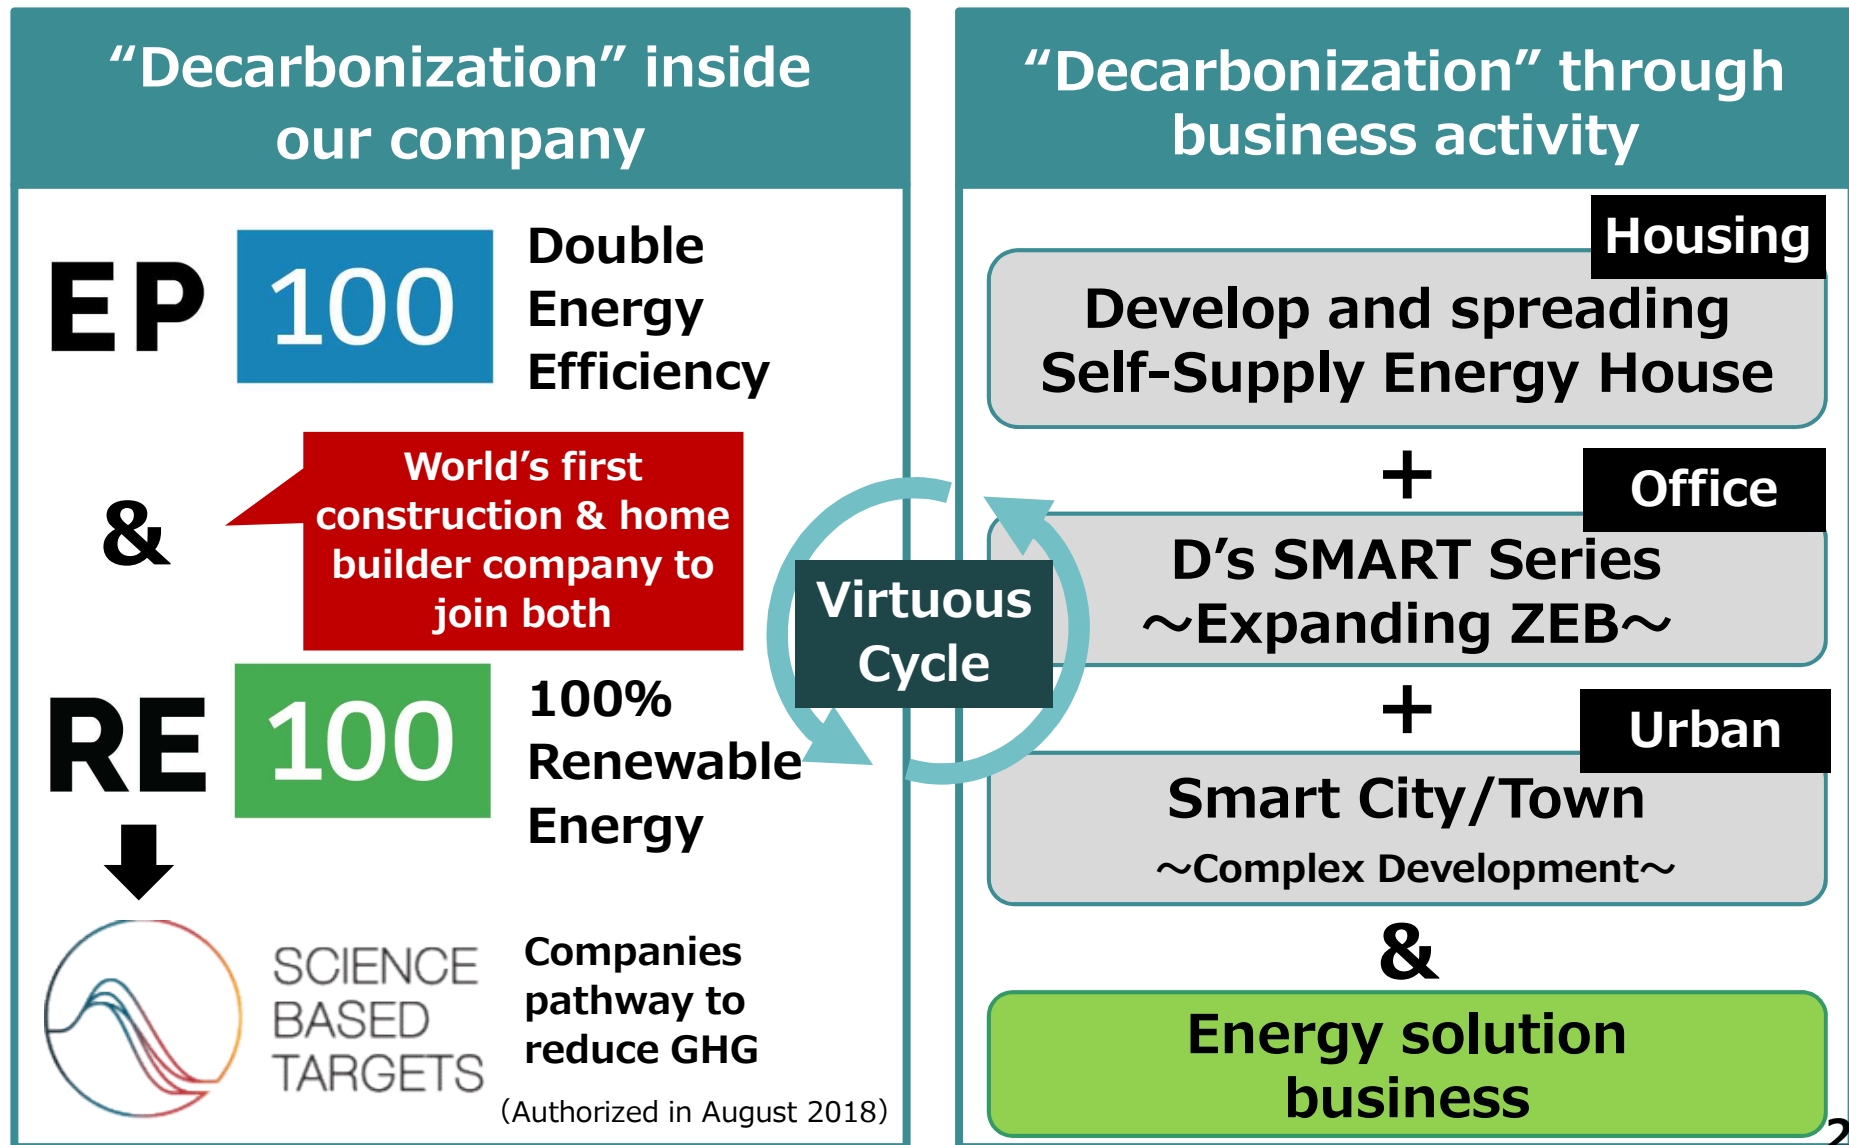 “Decarbonization” inside
our company
EP 100
Double
Energy
Efficiency
&
World’s first
construction & home
builder company to
join both
RE 100
100%
Renewable
Energy
SCIENCE
BASED
TARGETS
Companies
pathway to
reduce GHG
（Authorized in August 2018）
Virtuous
Cycle
“Decarbonization” through
business activity
Housing
Develop and spreading
Self-Supply Energy House
+
Office
D’s SMART Series
～Expanding ZEB～
+
Urban
Smart City/Town
～Complex Development～
&
Energy solution
business
2